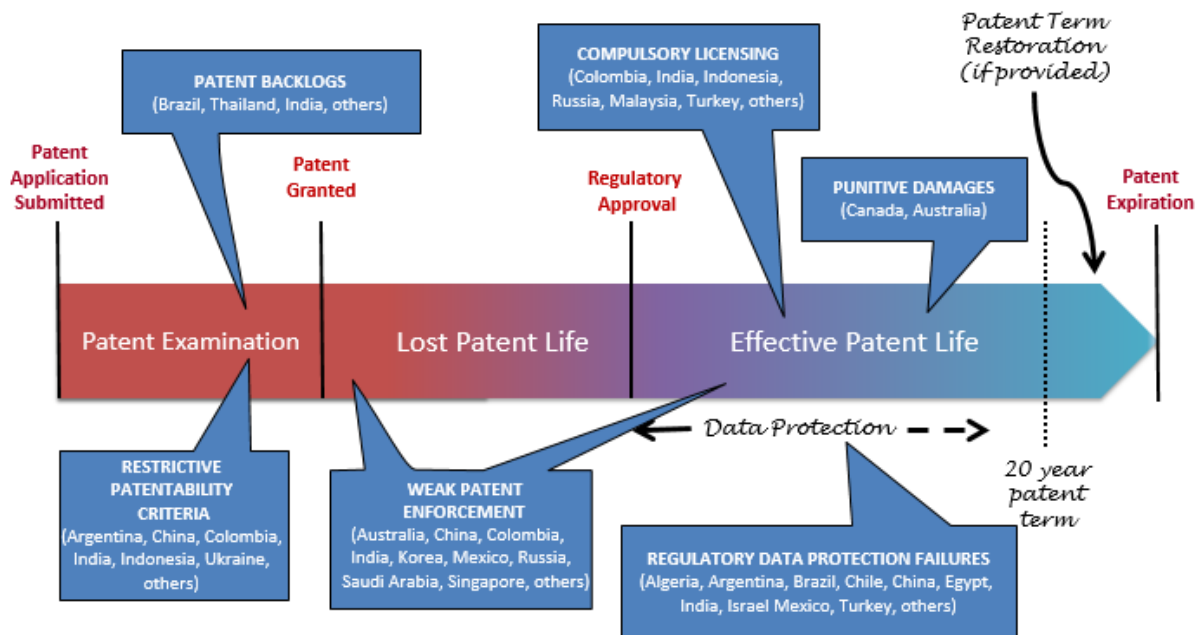 PATENT BACKLOGS
(Brazil, Thailand, India, others)
COMPULSORY LICENSING
(Colombia, India, Indonesia,
Russia, Malaysia, Turkey, others)
Patent Term
Restoration
(if provided)
Patent
Application
Submitted
Patent
Granted
Regulatory
Approval
PUNITIVE DAMAGES
(Canada, Australia)
Patent
Expiration
Patent Examination
Lost Patent Life
Effective Patent Life
Data Protection
20 year
patent
term
RESTRICTIVE
PATENTABILITY
CRITERIA
(Argentina, China, Colombia,
India, Indonesia, Ukraine,
others)
WEAK PATENT
ENFORCEMENT
(Australia, China, Colombia,
India, Korea, Mexico, Russia,
Saudi Arabia, Singapore, others)
REGULATORY DATA PROTECTION FAILURES
(Algeria, Argentina, Brazil, Chile, China, Egypt,
India, Israel Mexico, Turkey, others)